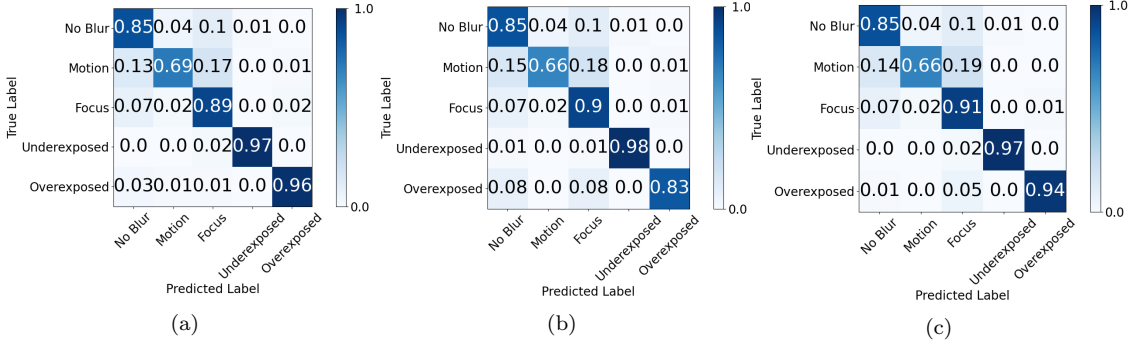 No Blur 0.85 0.04 0.1 0.01 0.0
Motion 0.13 0.69 0.17 0.0 0.01
Focus 0.07 0.02 0.89 0.0 0.02
Underexposed 0.0 0.0 0.02 0.97 0.0
Overexposed 0.03 0.01 0.01 0.0 0.96
True Label
No Blur Motion Focus Underexposed Overexposed
Predicted Label
1.0
0.0
(a)
No Blur 0.85 0.04 0.1 0.01 0.0
Motion 0.15 0.66 0.18 0.0 0.01
Focus 0.07 0.02 0.9 0.0 0.01
Underexposed 0.01 0.0 0.01 0.98 0.0
Overexposed 0.08 0.0 0.08 0.0 0.83
True Label
No Blur Motion Focus Underexposed Overexposed
Predicted Label
1.0
0.0
(b)
No Blur 0.85 0.04 0.1 0.01 0.0
Motion 0.14 0.66 0.19 0.0 0.0
Focus 0.07 0.02 0.91 0.0 0.01
Underexposed 0.0 0.0 0.02 0.97 0.0
Overexposed 0.01 0.0 0.05 0.0 0.94
True Label
No Blur Motion Focus Underexposed Overexposed
Predicted Label
1.0
0.0
(c)